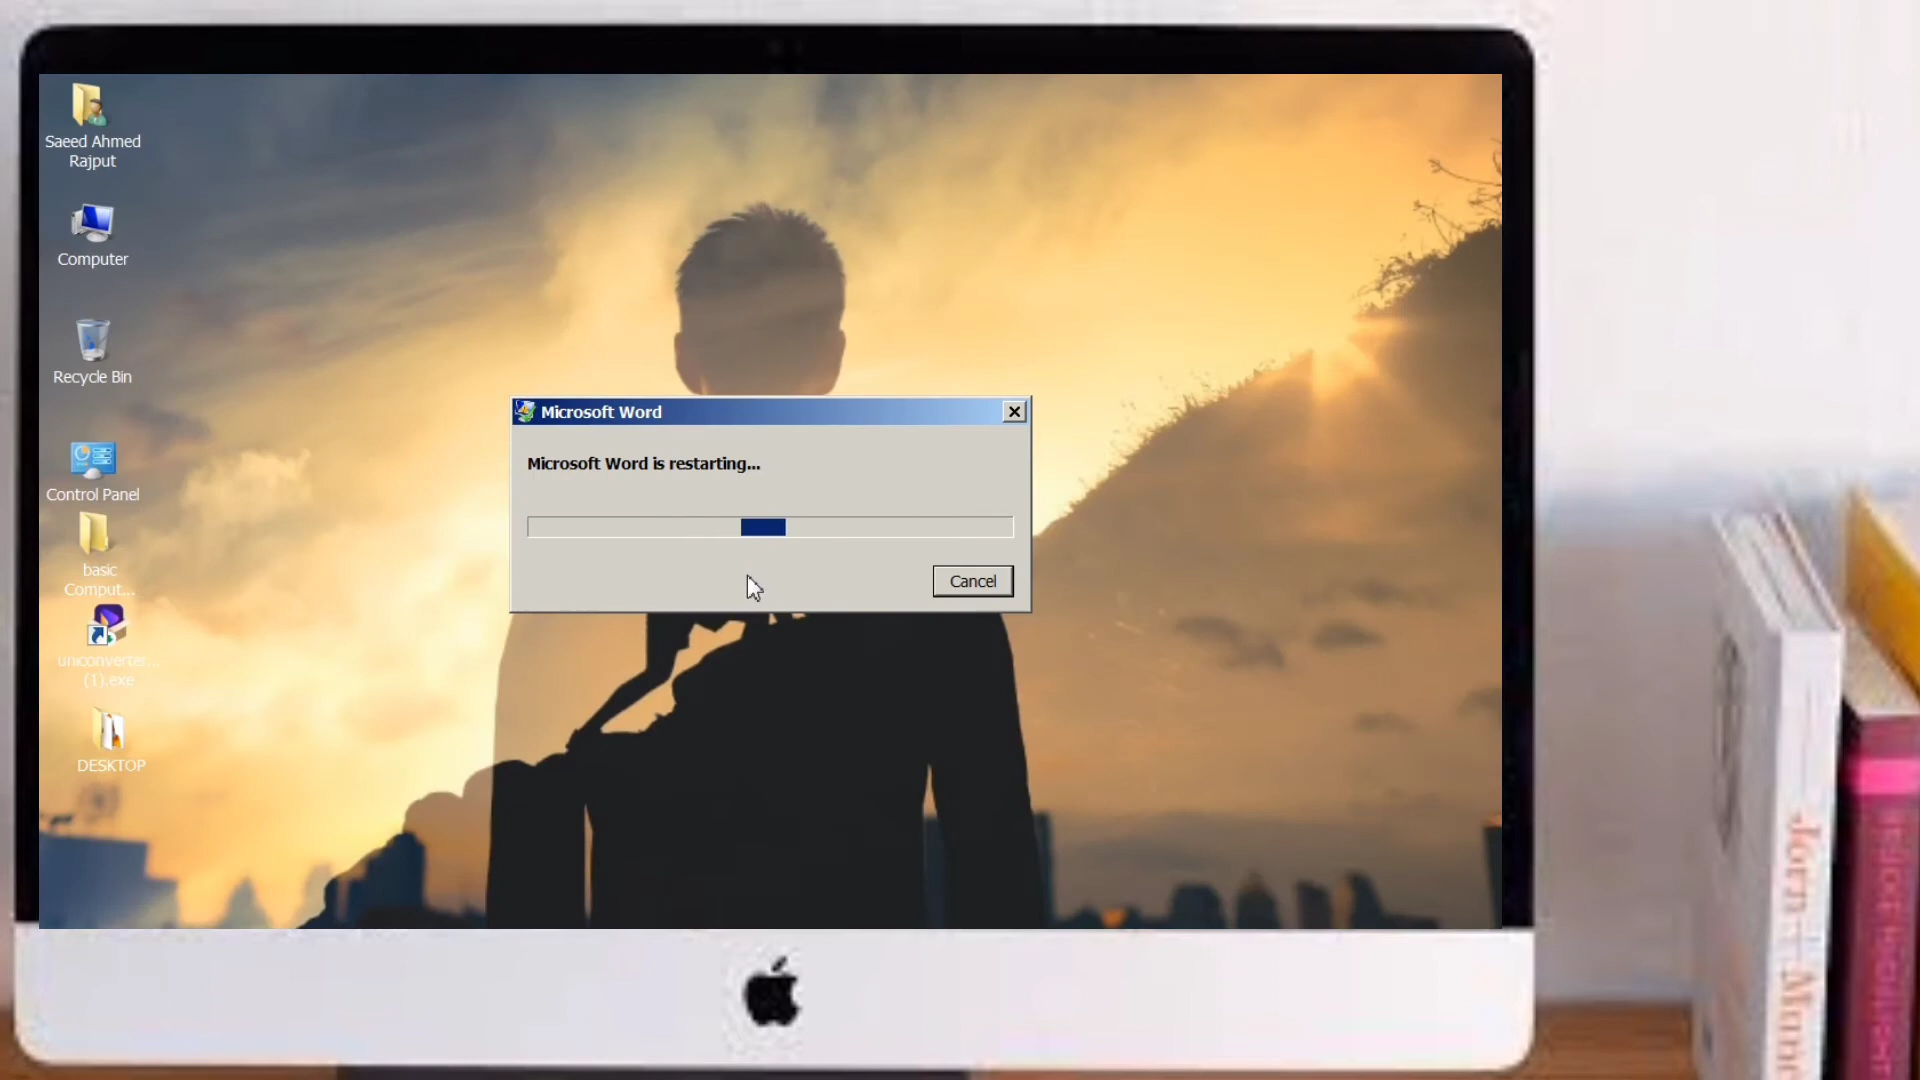 Saeed Ahmed
Rajput
Computer
Recycle Bin
Control Panel
basic
Comput...
uniconverter...
(1).exe
DESKTOP
Microsoft Word
Microsoft Word is restarting...
Cancel